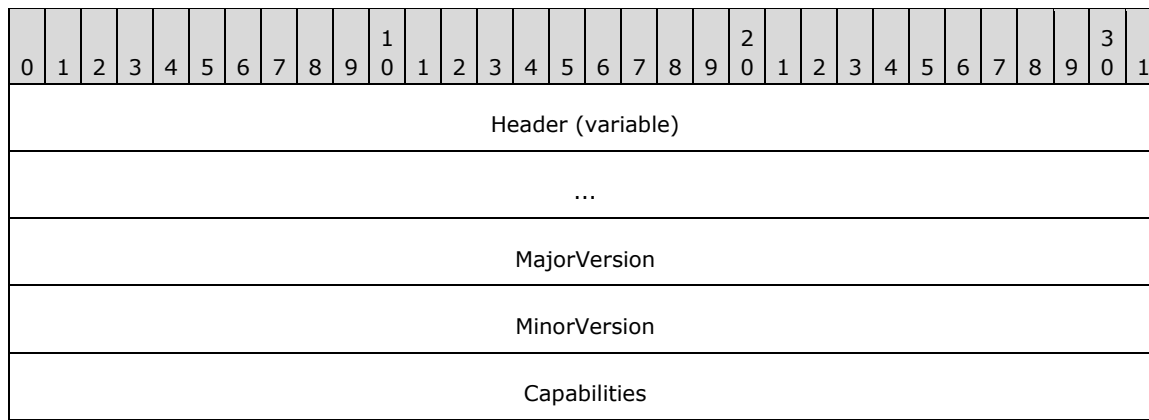 1 2 3
0 1 2 3 4 5 6 7 8 9 0 1 2 3 4 5 6 7 8 9 0 1 2 3 4 5 6 7 8 9 0 1
Header (variable)
...
MajorVersion
MinorVersion
Capabilities